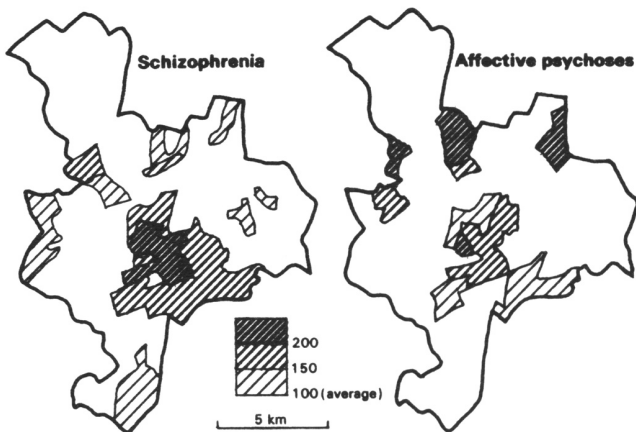 Schizophrenia
Affective psychoses
200
150
100 (average)
5 km